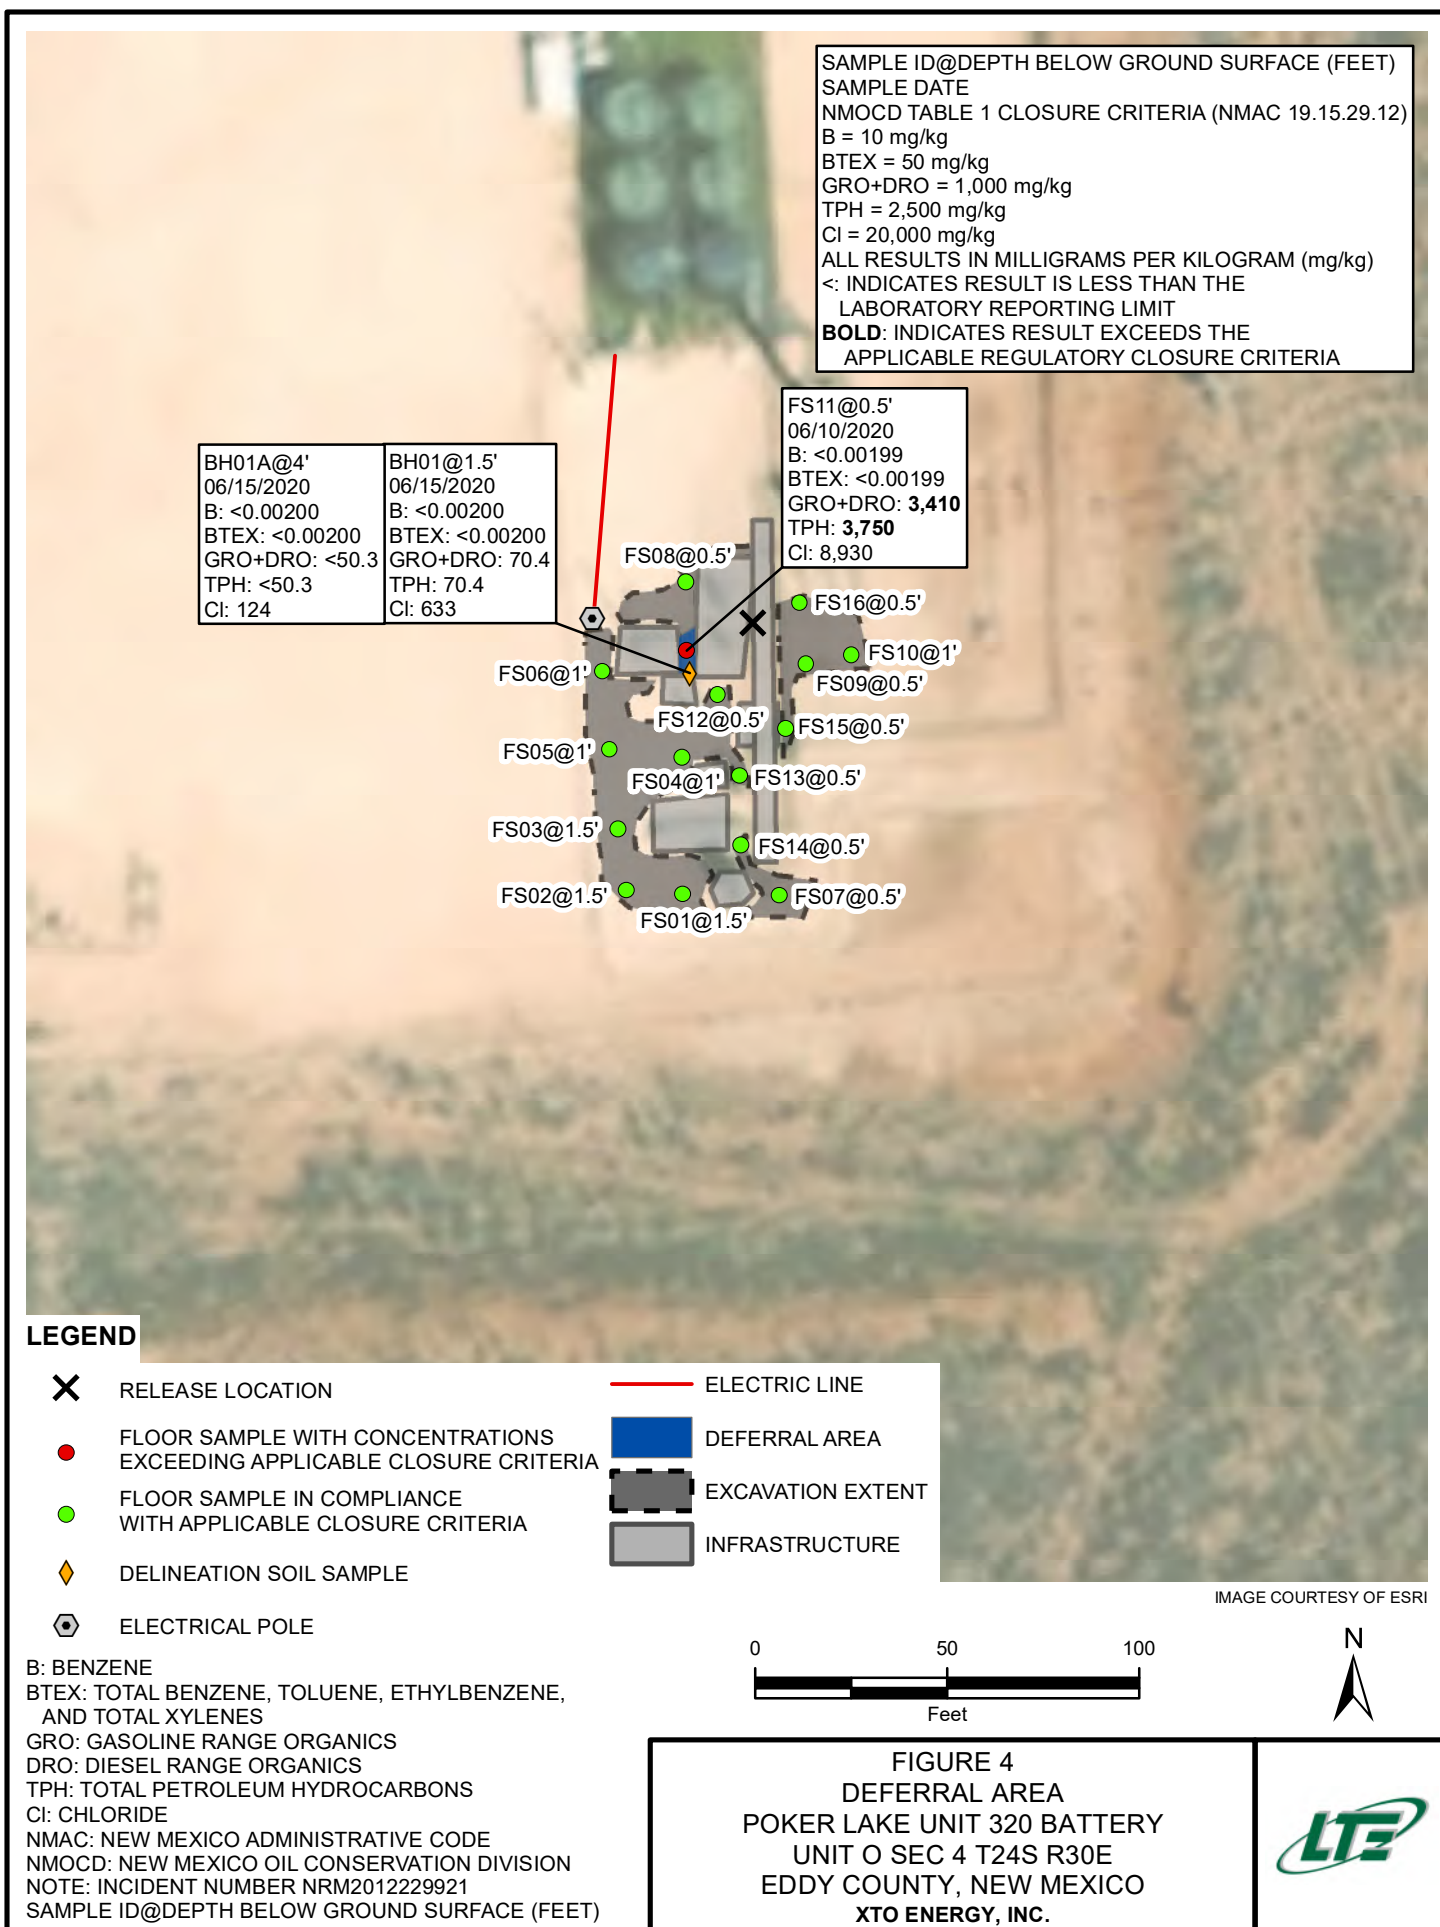 SAMPLE ID@DEPTH BELOW GROUND SURFACE (FEET)
SAMPLE DATE
NMOCD TABLE 1 CLOSURE CRITERIA (NMAC 19.15.29.12)
B = 10 mg/kg
BTEX = 50 mg/kg
GRO+DRO = 1,000 mg/kg
TPH = 2,500 mg/kg
Cl = 20,000 mg/kg
ALL RESULTS IN MILLIGRAMS PER KILOGRAM (mg/kg)
<: INDICATES RESULT IS LESS THAN THE
LABORATORY REPORTING LIMIT
BOLD: INDICATES RESULT EXCEEDS THE
APPLICABLE REGULATORY CLOSURE CRITERIA
FS11@0.5'
06/10/2020
B: <0.00199
BTEX: <0.00199
GRO+DRO: 3,410
TPH: 3,750
Cl: 8,930
BH01A@4'
06/15/2020
B: <0.00200
BTEX: <0.00200
GRO+DRO: <50.3
TPH: <50.3
Cl: 124
BH01@1.5'
06/15/2020
B: <0.00200
BTEX: <0.00200
GRO+DRO: 70.4
TPH: 70.4
Cl: 633
FS08@0.5'
FS16@0.5'
FS10@1'
FS06@1'
FS09@0.5'
FS12@0.5'
FS15@0.5'
FS05@1'
FS04@1'
FS13@0.5'
FS03@1.5'
FS14@0.5'
FS02@1.5'
FS01@1.5'
FS07@0.5'
LEGEND
RELEASE LOCATION
FLOOR SAMPLE WITH CONCENTRATIONS
EXCEEDING APPLICABLE CLOSURE CRITERIA
FLOOR SAMPLE IN COMPLIANCE
WITH APPLICABLE CLOSURE CRITERIA
DELINEATION SOIL SAMPLE
ELECTRICAL POLE
ELECTRIC LINE
DEFERRAL AREA
EXCAVATION EXTENT
INFRASTRUCTURE
IMAGE COURTESY OF ESRI
B: BENZENE
BTEX: TOTAL BENZENE, TOLUENE, ETHYLBENZENE,
AND TOTAL XYLENES
GRO: GASOLINE RANGE ORGANICS
DRO: DIESEL RANGE ORGANICS
TPH: TOTAL PETROLEUM HYDROCARBONS
Cl: CHLORIDE
NMAC: NEW MEXICO ADMINISTRATIVE CODE
NMOCD: NEW MEXICO OIL CONSERVATION DIVISION
NOTE: INCIDENT NUMBER NRM2012229921
SAMPLE ID@DEPTH BELOW GROUND SURFACE (FEET)
0 50 100
Feet
N
FIGURE 4
DEFERRAL AREA
POKER LAKE UNIT 320 BATTERY
UNIT O SEC 4 T24S R30E
EDDY COUNTY, NEW MEXICO
XTO ENERGY, INC.
LTE